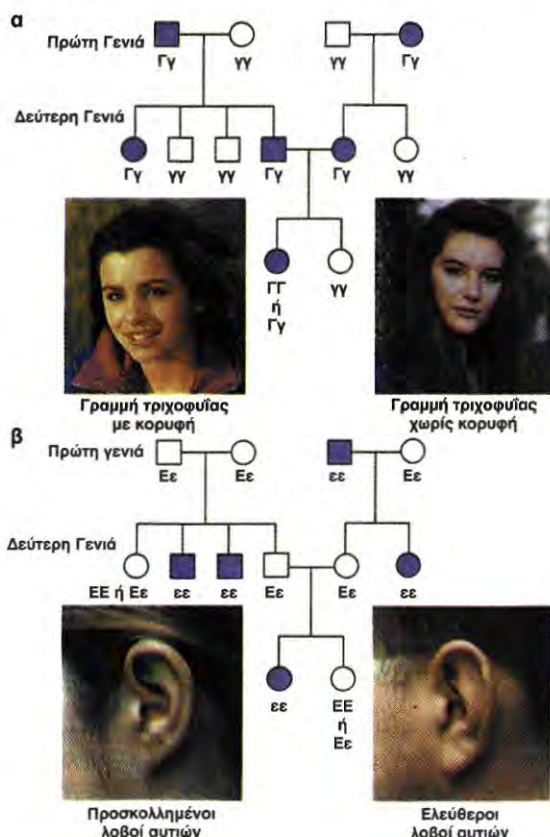 α
Πρώτη Γενιά
Γγ γγ γγ Γγ
Δεύτερη Γενιά
Γγ γγ γγ Γγ Γγ γγ
ΓΓ
ή
Γγ
γγ
Γραμμή τριχοφυΐας
με κορυφή
Γραμμή τριχοφυΐας
χωρίς κορυφή
β
Πρώτη γενιά
Εε Εε εε Εε
Δεύτερη Γενιά
ΕΕ ή Εε εε εε Εε Εε εε
εε
ΕΕ
ή
Εε
Προσκολλημένοι
λοβοί αυτιών
Ελεύθεροι
λοβοί αυτιών